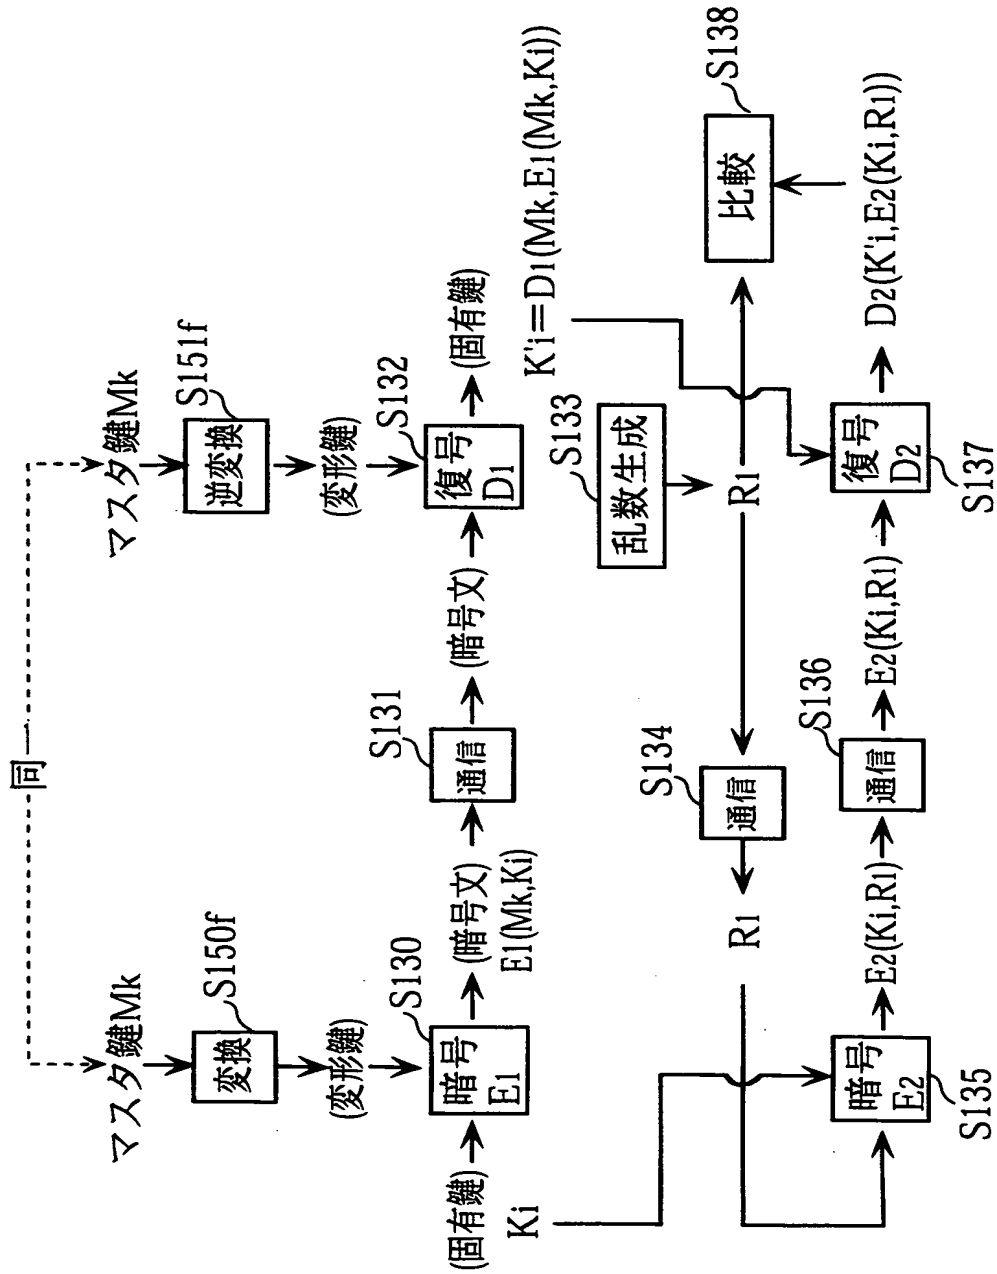 同
マスタ鍵Mk
マスタ鍵Mk
変換
S150f
逆変換
S151f
(変形鍵)
(変形鍵)
(固有鍵)
Ki
暗号
E1
S130
(暗号文)
E1(Mk,Ki)
通信
S131
(暗号文)
復号
D1
S132
(固有鍵)
K'i=D1(Mk,E1(Mk,Ki))
乱数生成
S133
R1
通信
S134
R1
比較
S138
暗号
E2
S135
E2(Ki,R1)
通信
S136
E2(Ki,R1)
復号
D2
S137
D2(K'i,E2(Ki,R1))